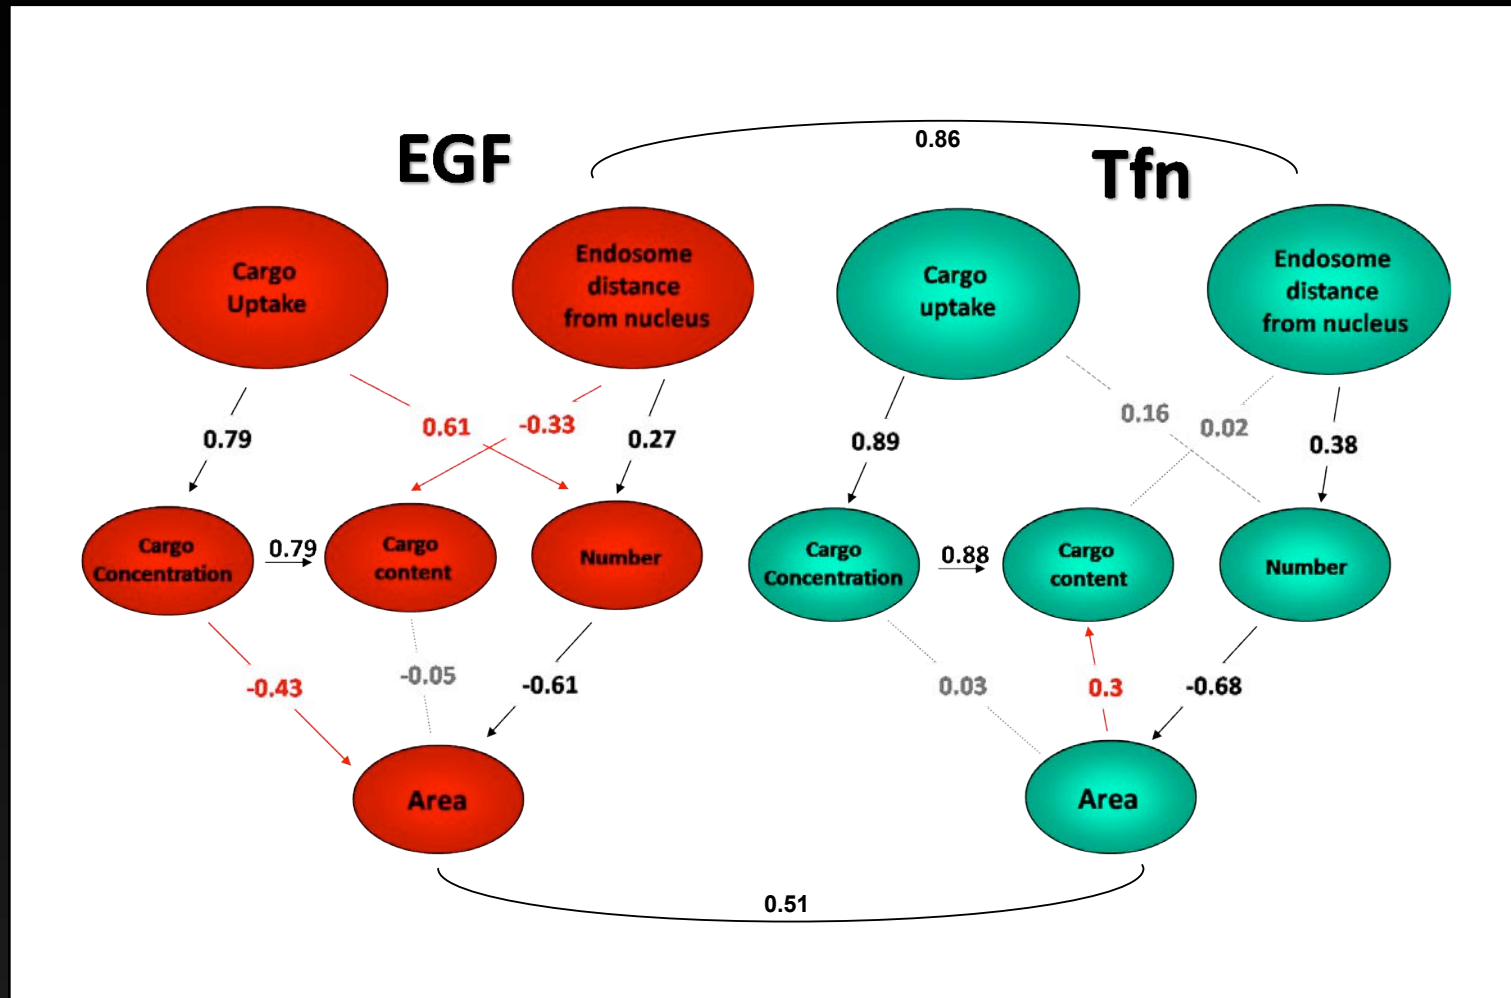 0.86
EGF
Tfn
Cargo
Uptake
Endosome
distance
from nucleus
Cargo
uptake
Endosome
distance
from nucleus
0.79
0.61
-0.33
0.27
0.89
0.16
0.02
0.38
Cargo
Concentration
0.79
Cargo
content
Number
Cargo
Concentration
0.88
Cargo
content
Number
-0.43
-0.05
-0.61
0.03
0.3
-0.68
Area
Area
0.51